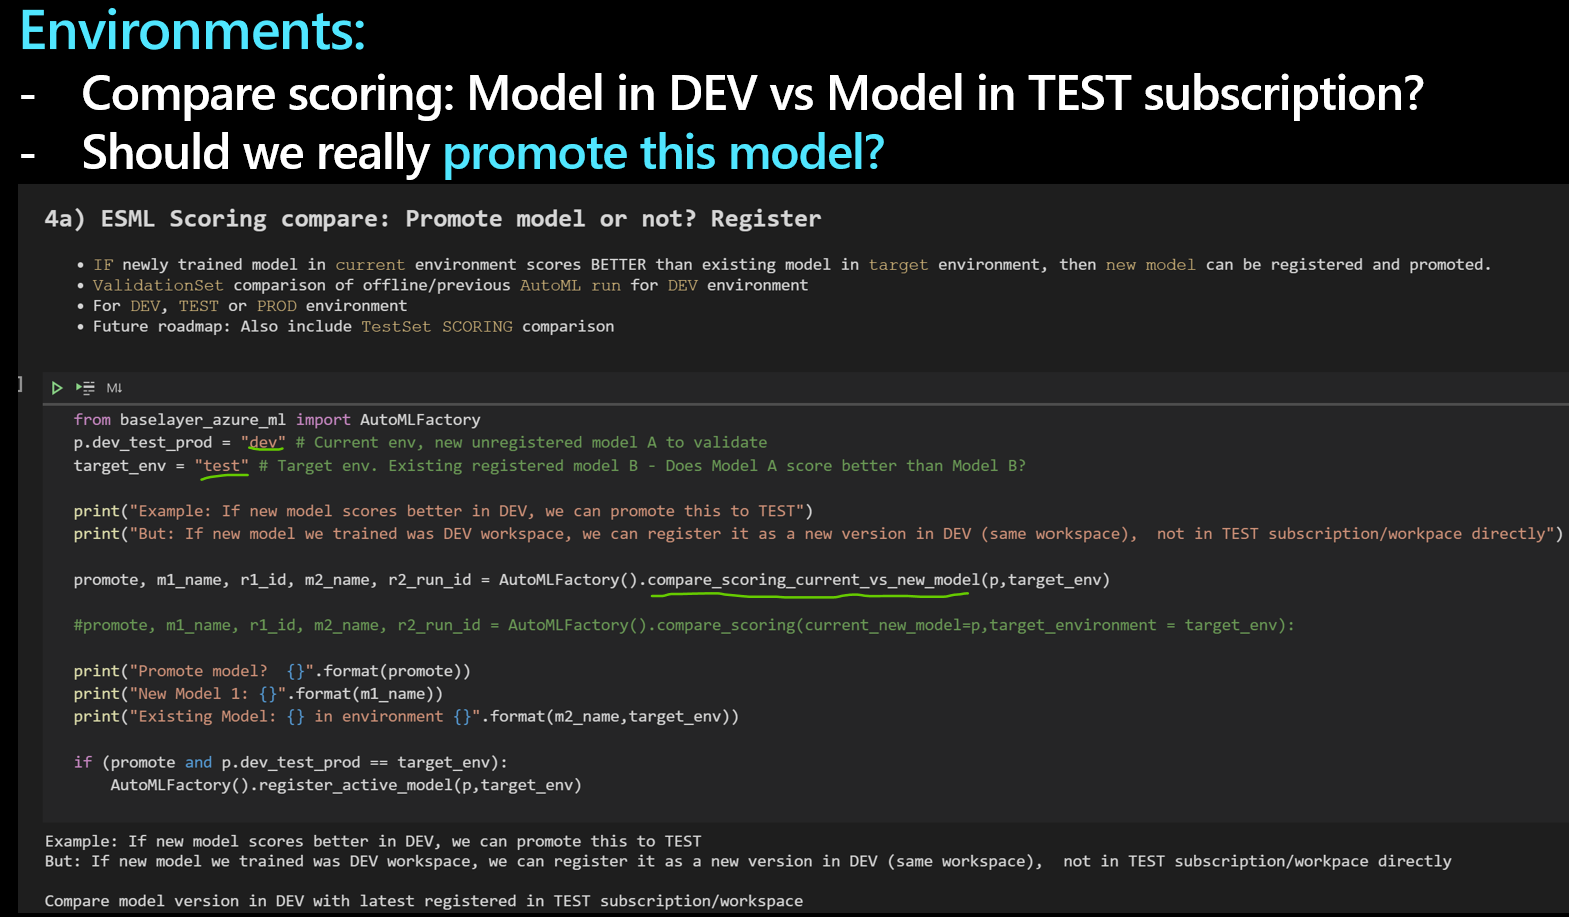 Environments:
- Compare scoring: Model in DEV vs Model in TEST subscription?
- Should we really promote this model?
4a) ESML Scoring compare: Promote model or not? Register
• IF newly trained model in current environment scores BETTER than existing model in target environment, then new model can be registered and promoted.
• ValidationSet comparison of offline/previous AutoML run for DEV environment
• For DEV, TEST or PROD environment
• Future roadmap: Also include TestSet SCORING comparison
]
M↓
from baselayer_azure_ml import AutoMLFactory
p.dev_test_prod = "dev" # Current env, new unregistered model A to validate
target_env = "test" # Target env. Existing registered model B - Does Model A score better than Model B?
print("Example: If new model scores better in DEV, we can promote this to TEST")
print("But: If new model we trained was DEV workspace, we can register it as a new version in DEV (same workspace),  not in TEST subscription/workpace directly")
promote, m1_name, r1_id, m2_name, r2_run_id = AutoMLFactory().compare_scoring_current_vs_new_model(p,target_env)
#promote, m1_name, r1_id, m2_name, r2_run_id = AutoMLFactory().compare_scoring(current_new_model=p,target_environment = target_env):
print("Promote model?  {}".format(promote))
print("New Model 1: {}".format(m1_name))
print("Existing Model: {} in environment {}".format(m2_name,target_env))
if (promote and p.dev_test_prod == target_env):
    AutoMLFactory().register_active_model(p,target_env)
Example: If new model scores better in DEV, we can promote this to TEST
But: If new model we trained was DEV workspace, we can register it as a new version in DEV (same workspace),  not in TEST subscription/workpace directly
Compare model version in DEV with latest registered in TEST subscription/workspace